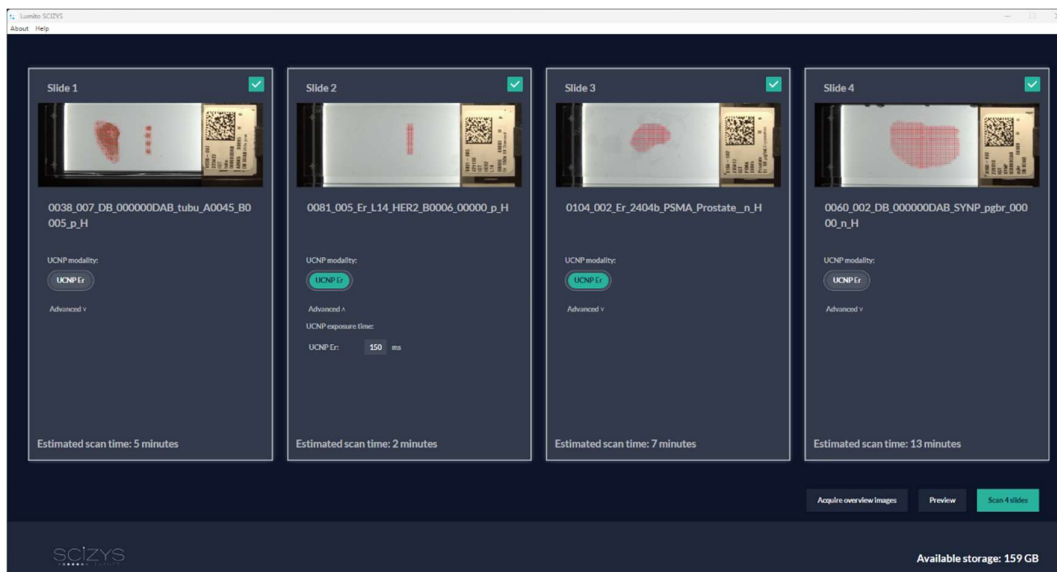 Lumito SCIZYS
About Help
Slide 1
0038_007_DB_000000DAB_tubu_A0045_B0
005_p_H
UCNP modality:
UCNP Er
Advanced
Estimated scan time: 5 minutes
Slide 2
0081_005_Er_L14_HER2_B0006_00000_p_H
UCNP modality:
UCNP Er
Advanced
UCNP exposure time:
UCNP Er: 150 ms
Estimated scan time: 2 minutes
Slide 3
0104_002_Er_2404b_PSMA_Prostate__n_H
UCNP modality:
UCNP Er
Advanced
Estimated scan time: 7 minutes
Slide 4
0060_002_DB_000000DAB_SYNP_pgbr_000
00_n_H
UCNP modality:
UCNP Er
Advanced
Estimated scan time: 13 minutes
Acquire overview images Preview Scan 4 slides
SCIZYS
Available storage: 159 GB